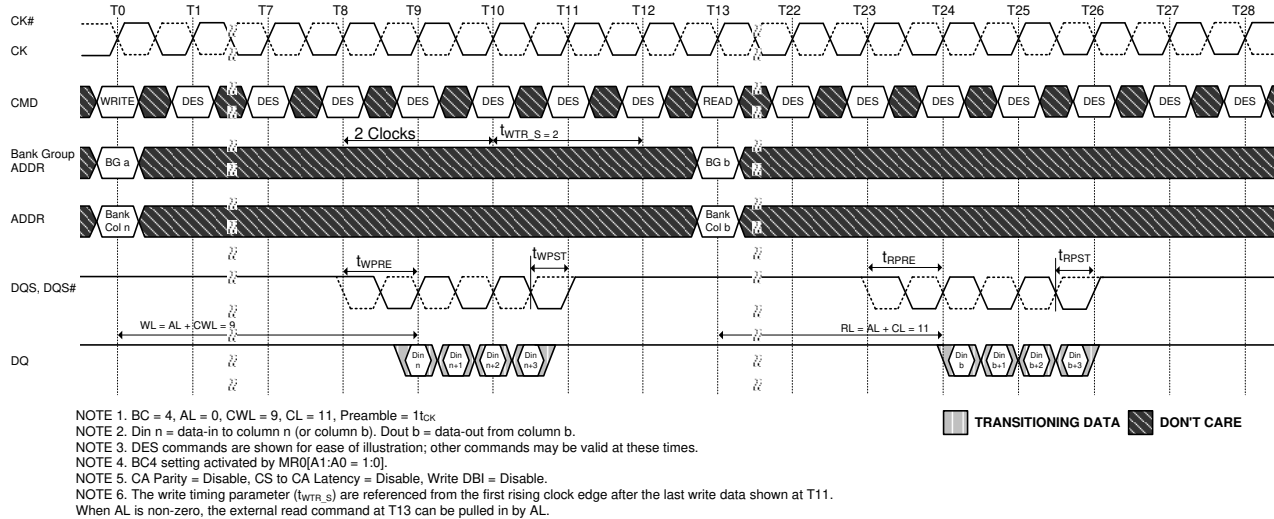 T0 T1 T7 T8 T9 T10 T11 T12 T13 T22 T23 T24 T25 T26 T27 T28
CK#
CK
CMD WRITE DES DES DES DES DES DES DES READ DES DES DES DES DES DES DES
2 Clocks tWTR_S = 2
Bank Group
ADDR
BG a BG b
ADDR
Bank
Col n
Bank
Col b
tWPRE tWPST tRPRE tRPST
DQS, DQS#
WL = AL + CWL = 9 RL = AL + CL = 11
DQ
Din
n
Din
n+1
Din
n+2
Din
n+3
Din
b
Din
b+1
Din
b+2
Din
b+3
NOTE 1. BC = 4, AL = 0, CWL = 9, CL = 11, Preamble = 1tCK
NOTE 2. Din n = data-in to column n (or column b). Dout b = data-out from column b.
NOTE 3. DES commands are shown for ease of illustration; other commands may be valid at these times.
NOTE 4. BC4 setting activated by MR0[A1:A0 = 1:0].
NOTE 5. CA Parity = Disable, CS to CA Latency = Disable, Write DBI = Disable.
NOTE 6. The write timing parameter (tWTR_S) are referenced from the first rising clock edge after the last write data shown at T11.
When AL is non-zero, the external read command at T13 can be pulled in by AL.
TRANSITIONING DATA DON'T CARE